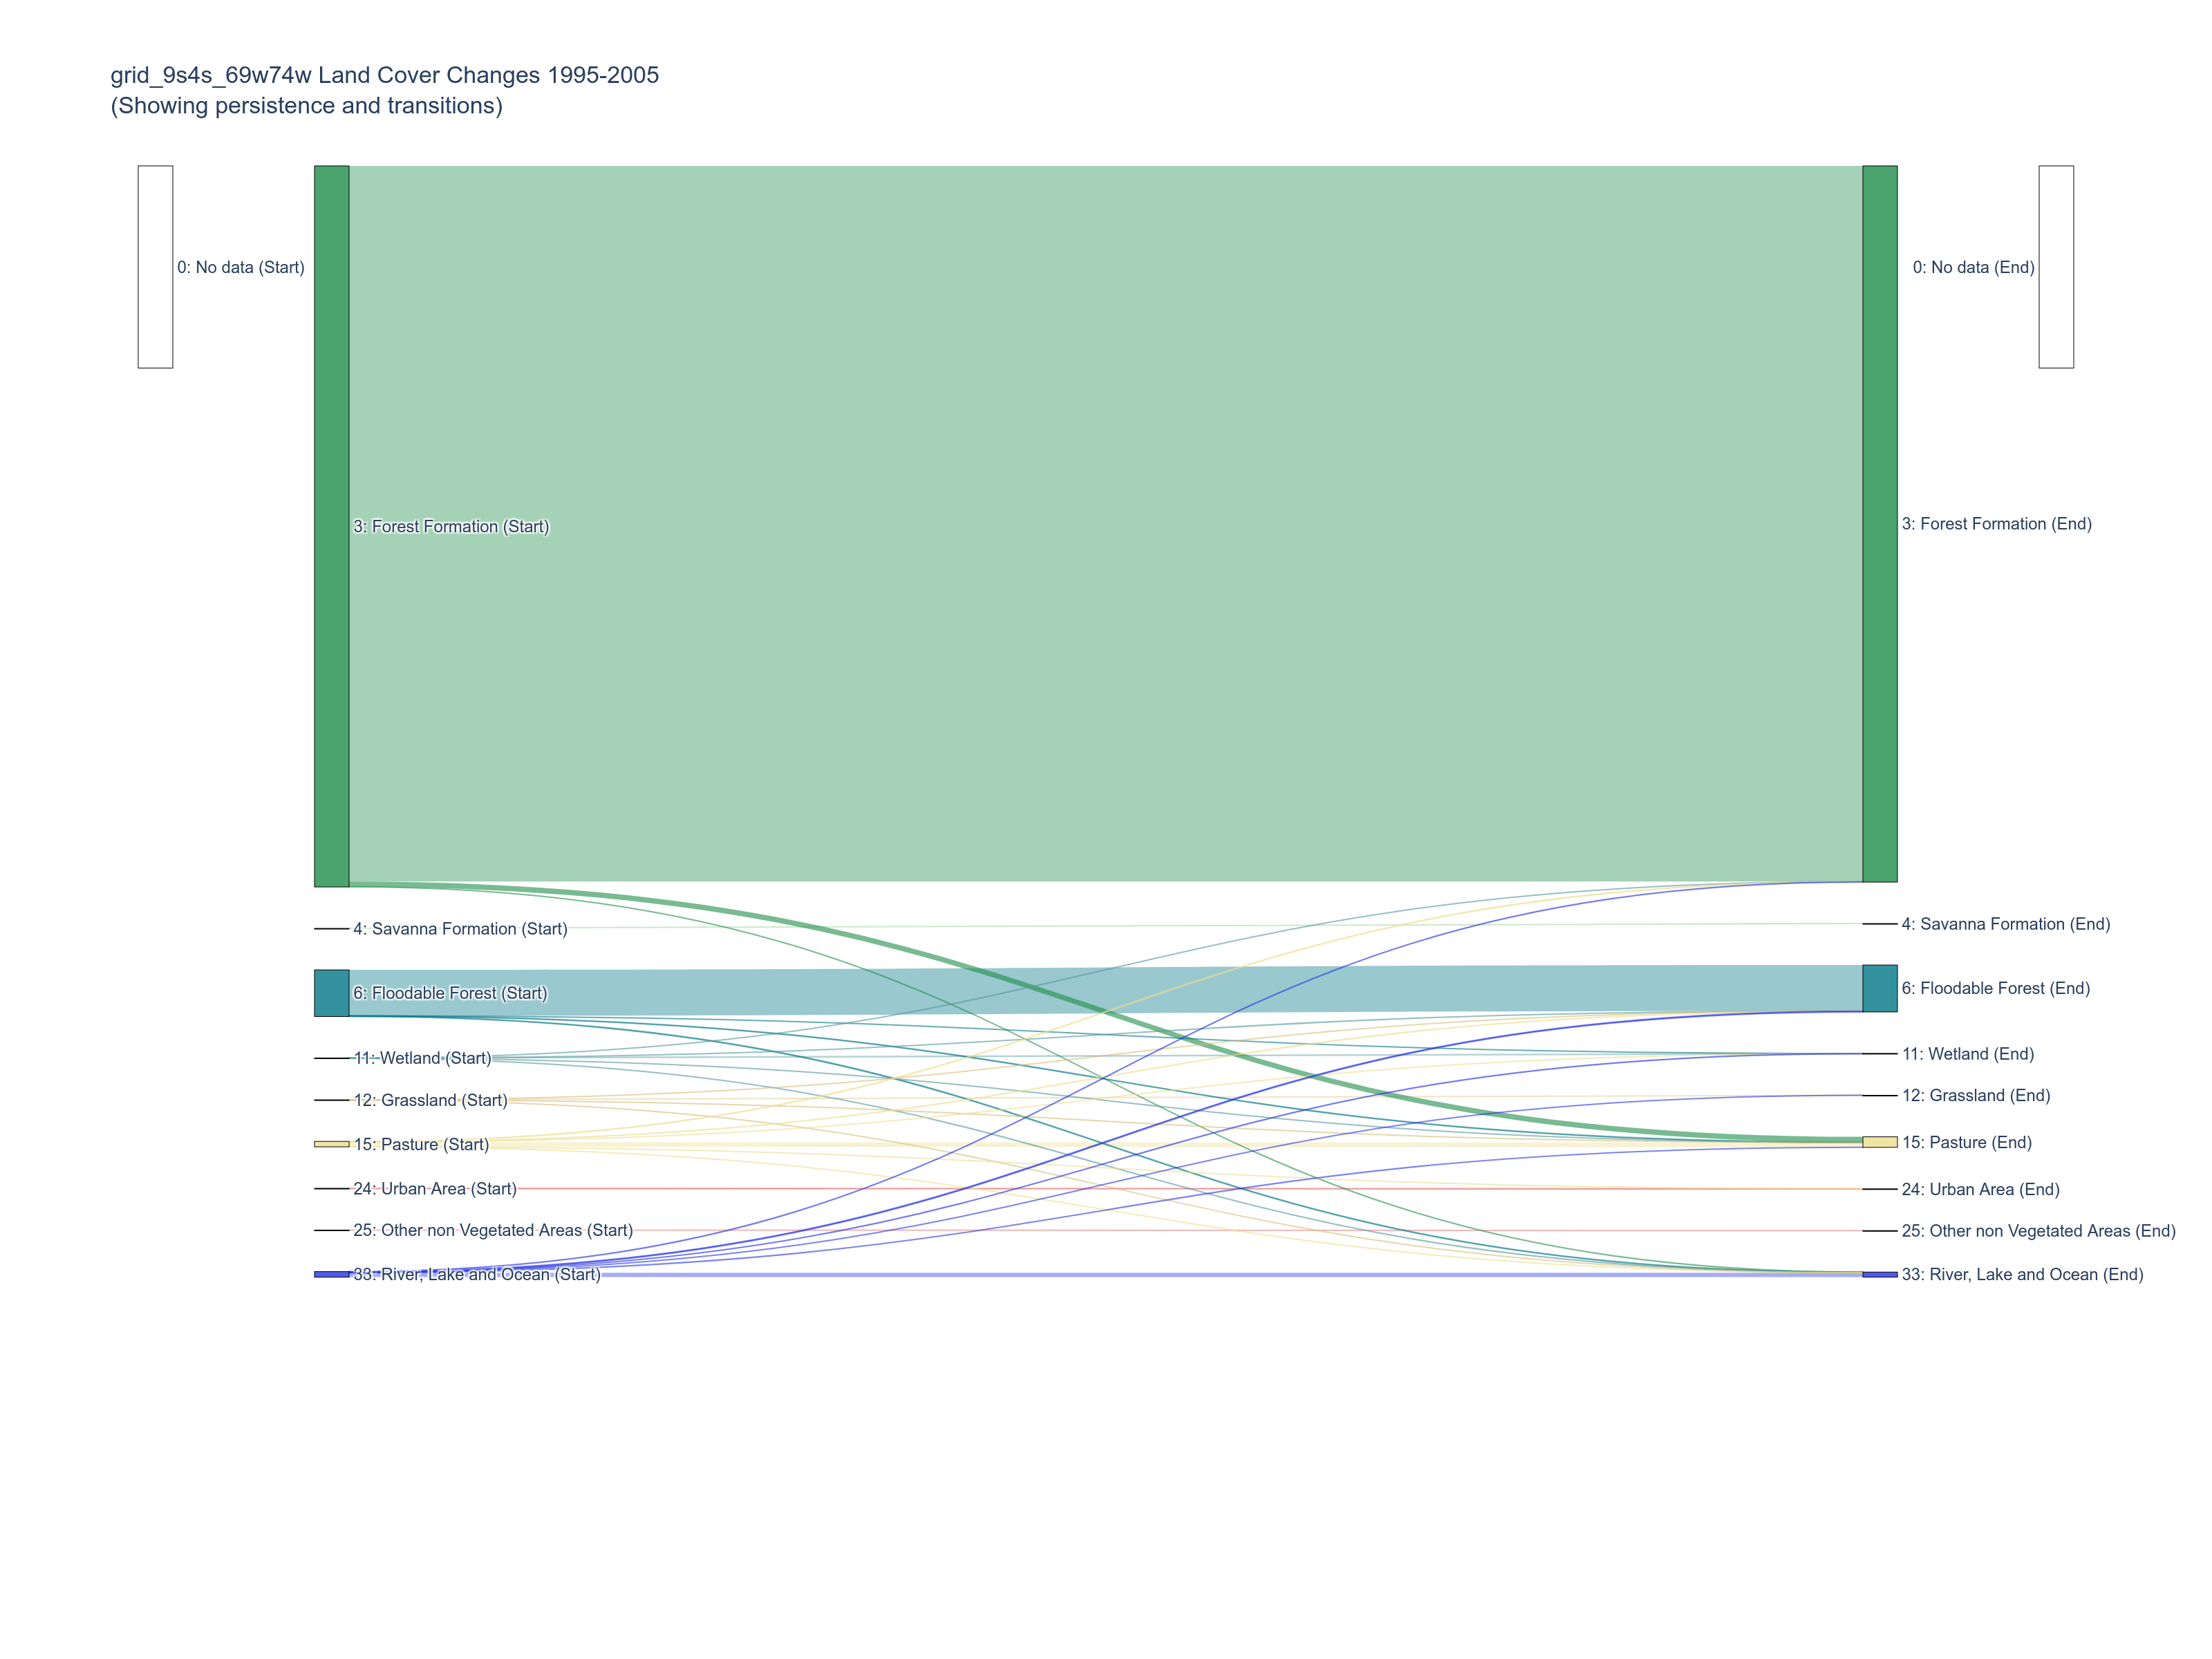 grid_9s4s_69w74w Land Cover Changes 1995-2005
(Showing persistence and transitions)
0: No data (Start)
3: Forest Formation (Start)
4: Savanna Formation (Start)
6: Floodable Forest (Start)
11: Wetland (Start)
12: Grassland (Start)
15: Pasture (Start)
24: Urban Area (Start)
25: Other non Vegetated Areas (Start)
33: River, Lake and Ocean (Start)
0: No data (End)
3: Forest Formation (End)
4: Savanna Formation (End)
6: Floodable Forest (End)
11: Wetland (End)
12: Grassland (End)
15: Pasture (End)
24: Urban Area (End)
25: Other non Vegetated Areas (End)
33: River, Lake and Ocean (End)